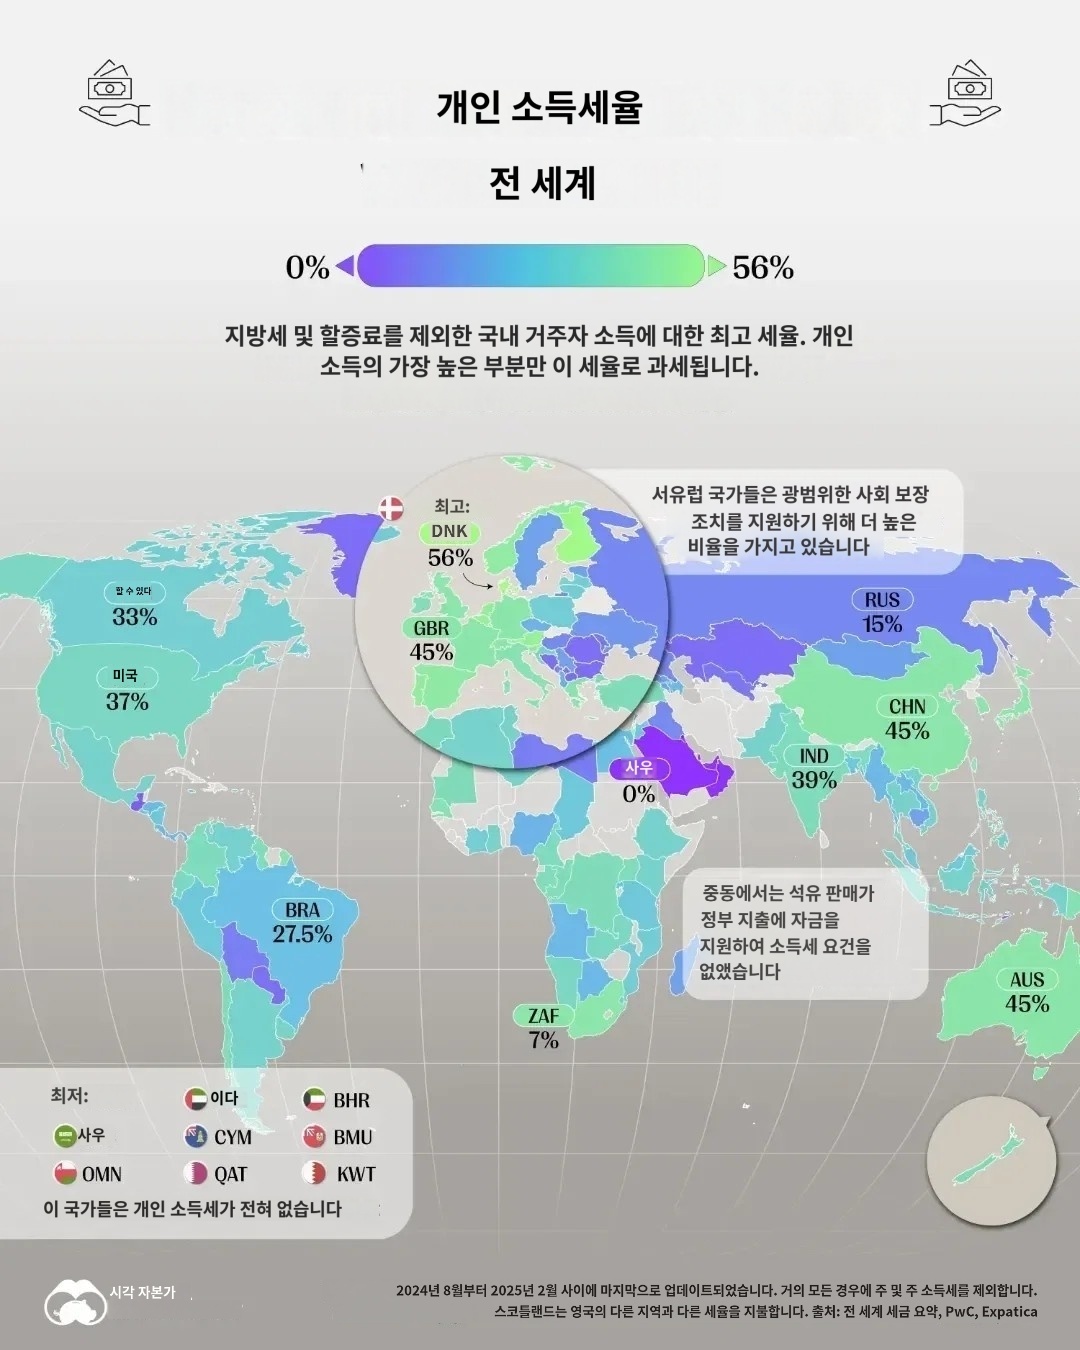 개인 소득세율
전 세계
0%
56%
지방세 및 할증료를 제외한 국내 거주자 소득에 대한 최고 세율. 개인
소득의 가장 높은 부분만 이 세율로 과세됩니다.
서유럽 국가들은 광범위한 사회 보장
조치를 지원하기 위해 더 높은
비율을 가지고 있습니다
최고:
DNK
56%
할 수 있다
33%
RUS
15%
GBR
45%
미국
37%
CHN
45%
IND
39%
사우
0%
중동에서는 석유 판매가
정부 지출에 자금을
지원하여 소득세 요건을
없앴습니다
BRA
27.5%
AUS
45%
ZAF
7%
최저:
이다
BHR
사우
CYM
BMU
OMN
QAT
KWT
이 국가들은 개인 소득세가 전혀 없습니다
시각 자본가
2024년 8월부터 2025년 2월 사이에 마지막으로 업데이트되었습니다. 거의 모든 경우에 주 및 주 소득세를 제외합니다.
스코틀랜드는 영국의 다른 지역과 다른 세율을 지불합니다. 출처: 전 세계 세금 요약, PwC, Expatica